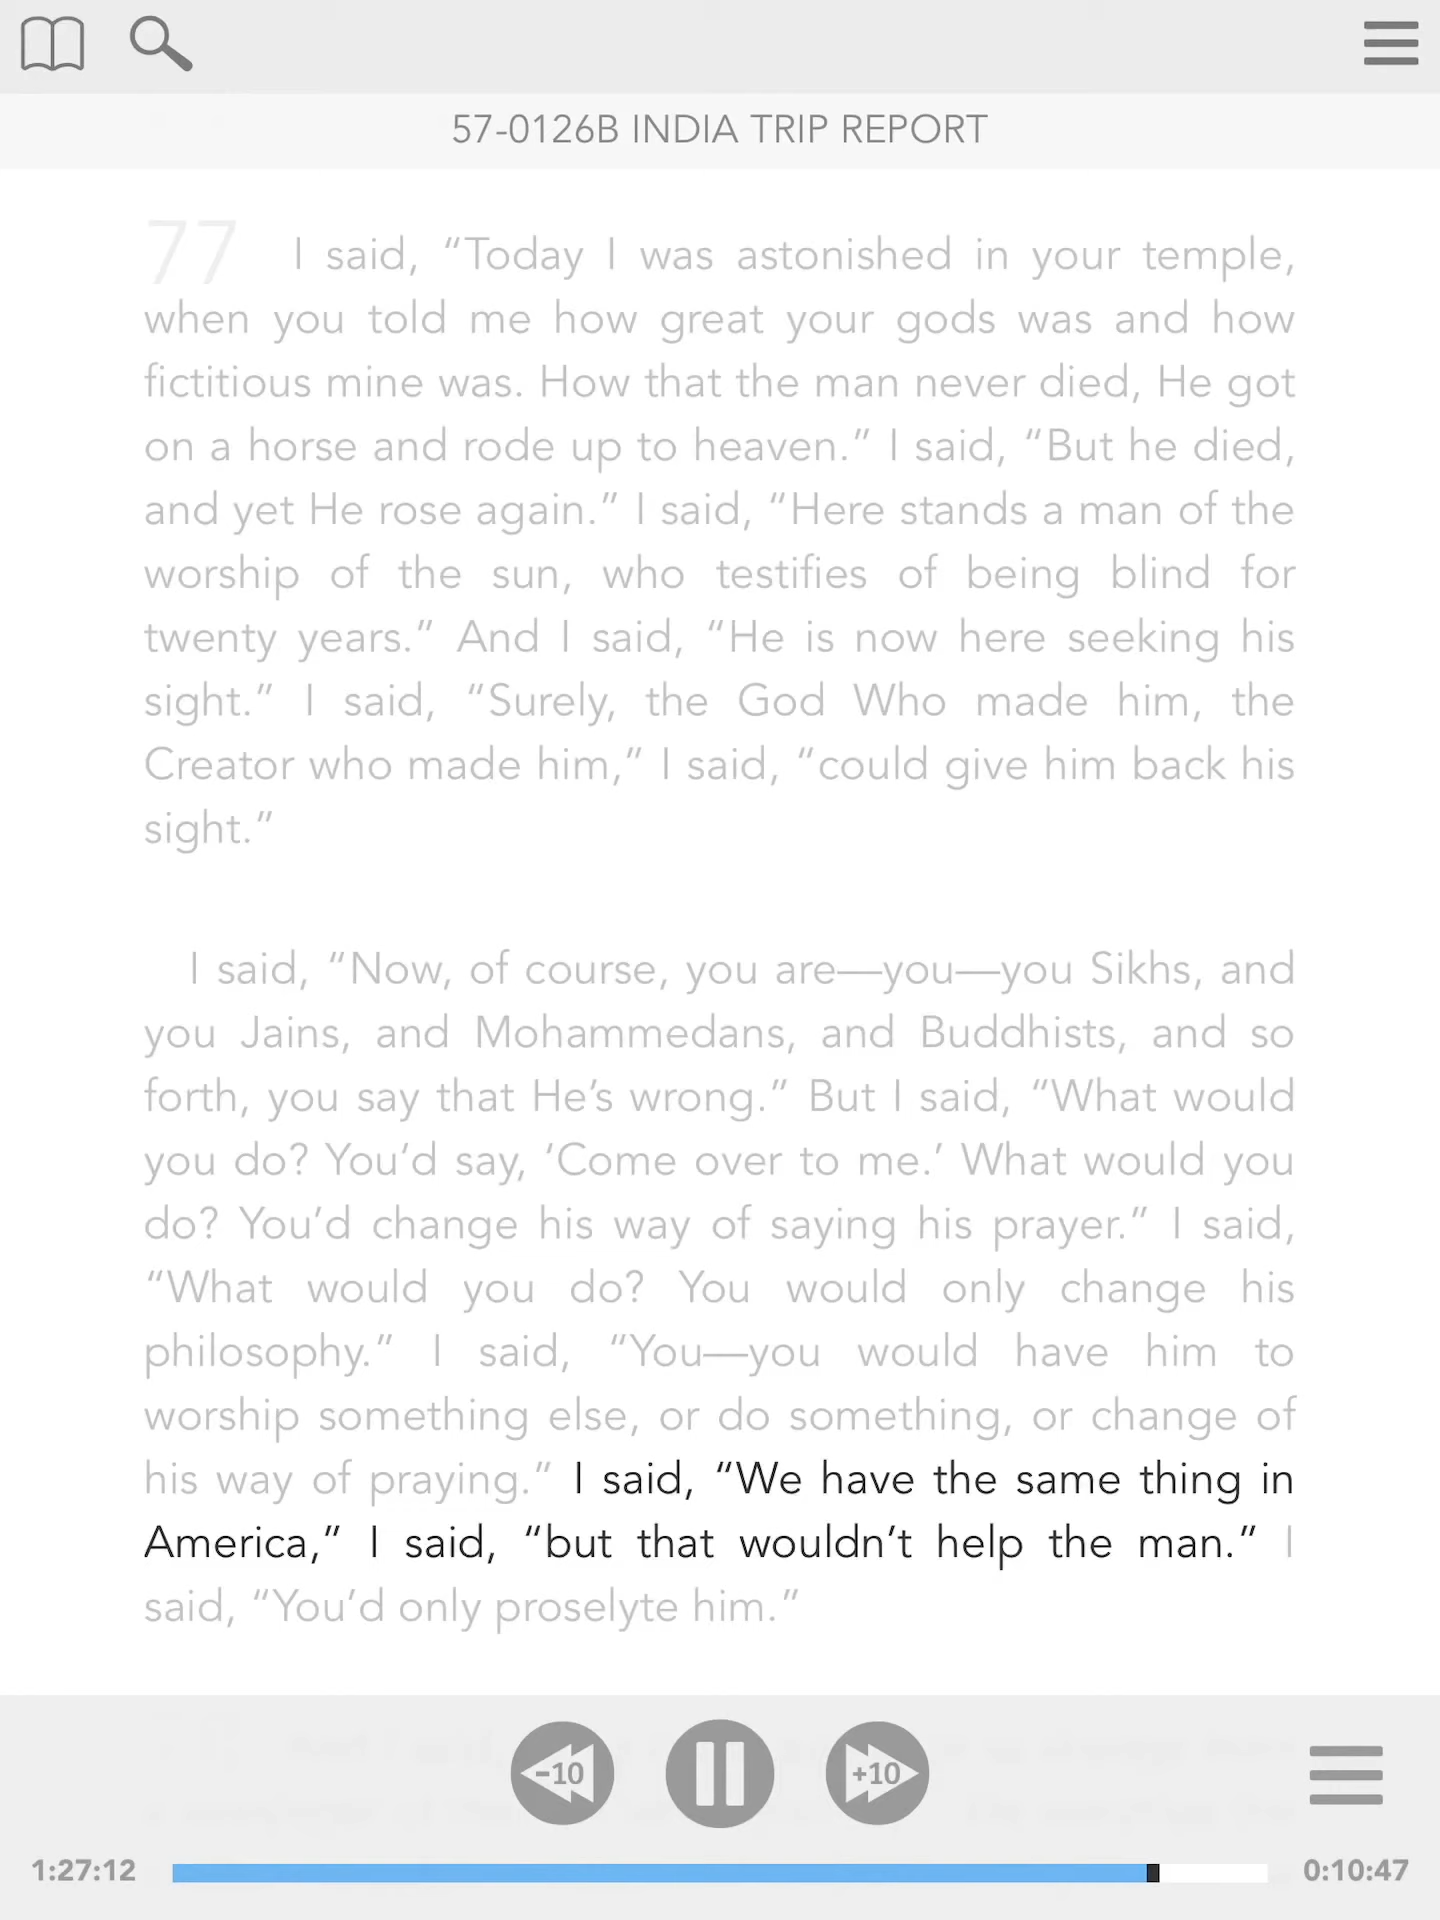 57-0126B INDIA TRIP REPORT
77 I said, “Today I was astonished in your temple,
when you told me how great your gods was and how
fictitious mine was. How that the man never died, He got
on a horse and rode up to heaven.” I said, “But he died,
and yet He rose again.” I said, “Here stands a man of the
worship of the sun, who testifies of being blind for
twenty years.” And I said, “He is now here seeking his
sight.” I said, “Surely, the God Who made him, the
Creator who made him,” I said, “could give him back his
sight.”
I said, “Now, of course, you are—you—you Sikhs, and
you Jains, and Mohammedans, and Buddhists, and so
forth, you say that He’s wrong.” But I said, “What would
you do? You’d say, ‘Come over to me.’ What would you
do? You’d change his way of saying his prayer.” I said,
“What would you do? You would only change his
philosophy.” I said, “You—you would have him to
worship something else, or do something, or change of
his way of praying.” I said, “We have the same thing in
America,” I said, “but that wouldn’t help the man.” I
said, “You’d only proselyte him.”
-10 +10
1:27:12 0:10:47